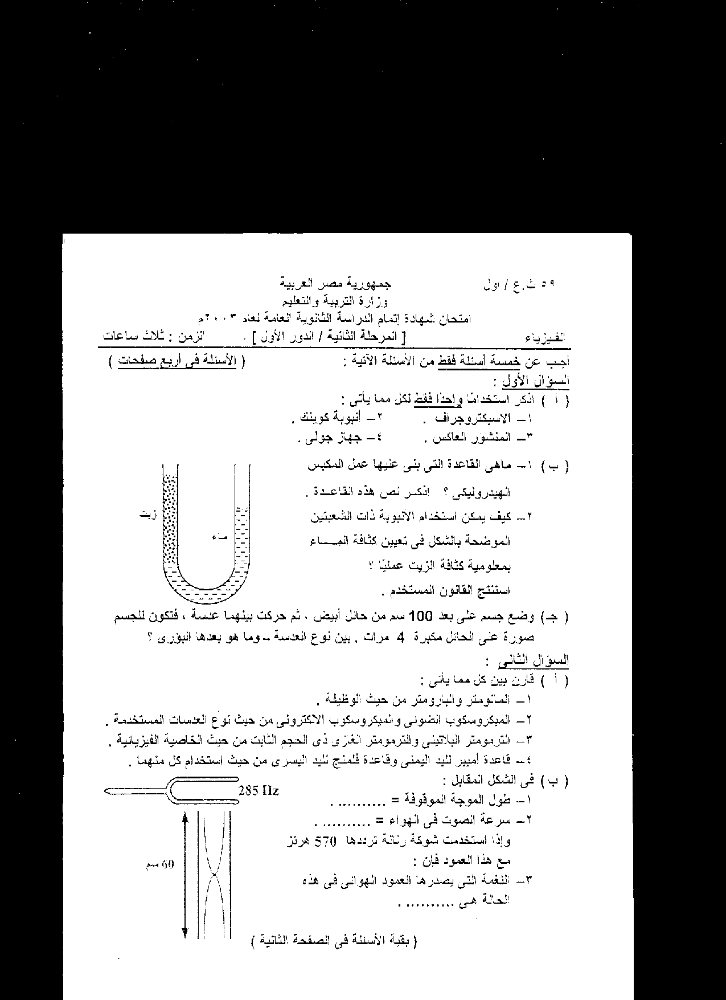 ٥٩ ث.ع / أول
جمهورية مصر العربية
وزارة التربية والتعليم
امتحان شهادة إتمام الدراسة الثانوية العامة لعام ٢٠٠٣م
الفيزياء [ المرحلة الثانية / الدور الأول ] . الزمن : ثلاث ساعات
أجب عن خمسة أسئلة فقط من الأسئلة الآتية : ( الأسئلة فى أربع صفحات )
السؤال الأول :
( أ ) اذكر استخدامًا واحدًا فقط لكل مما يأتى :
١– الاسبكتروجراف . ٢– أنبوبة كوينك .
٣– المنشور العاكس . ٤– جهاز جولى .
( ب ) ١– ماهى القاعدة التى بنى عليها عمل المكبس
الهيدروليكى ؟ اذكر نص هذه القاعدة .
٢– كيف يمكن استخدام الأنبوبة ذات الشعبتين
الموضحة بالشكل فى تعيين كثافة الماء
بمعلومية كثافة الزيت عمليًا ؟
استنتج القانون المستخدم .
زيت
ماء
( جـ) وضع جسم على بعد 100 سم من حائل أبيض ، ثم حركت بينهما عدسة ، فتكون للجسم
صورة على الحائل مكبرة 4 مرات . بين نوع العدسة – وما هو بعدها البؤرى ؟
السؤال الثانى :
( أ ) قارن بين كل مما يأتى :
١– المانومتر والبارومتر من حيث الوظيفة .
٢– الميكروسكوب الضوئى والميكروسكوب الالكترونى من حيث نوع العدسات المستخدمة .
٣– الترمومتر البلاتينى والترمومتر الغازى ذى الحجم الثابت من حيث الخاصية الفيزيائية .
٤– قاعدة أمبير لليد اليمنى وقاعدة فلمنج لليد اليسرى من حيث استخدام كل منهما .
( ب ) فى الشكل المقابل :
١– طول الموجة الموقوفة = .......... .
٢– سرعة الصوت فى الهواء = .......... .
وإذا استخدمت شوكة رنانة ترددها 570 هرتز
مع هذا العمود فإن :
٣– النغمة التى يصدرها العمود الهوائى فى هذه
الحالة هى .......... .
285 Hz
60 سم
( بقية الأسئلة فى الصفحة الثانية )